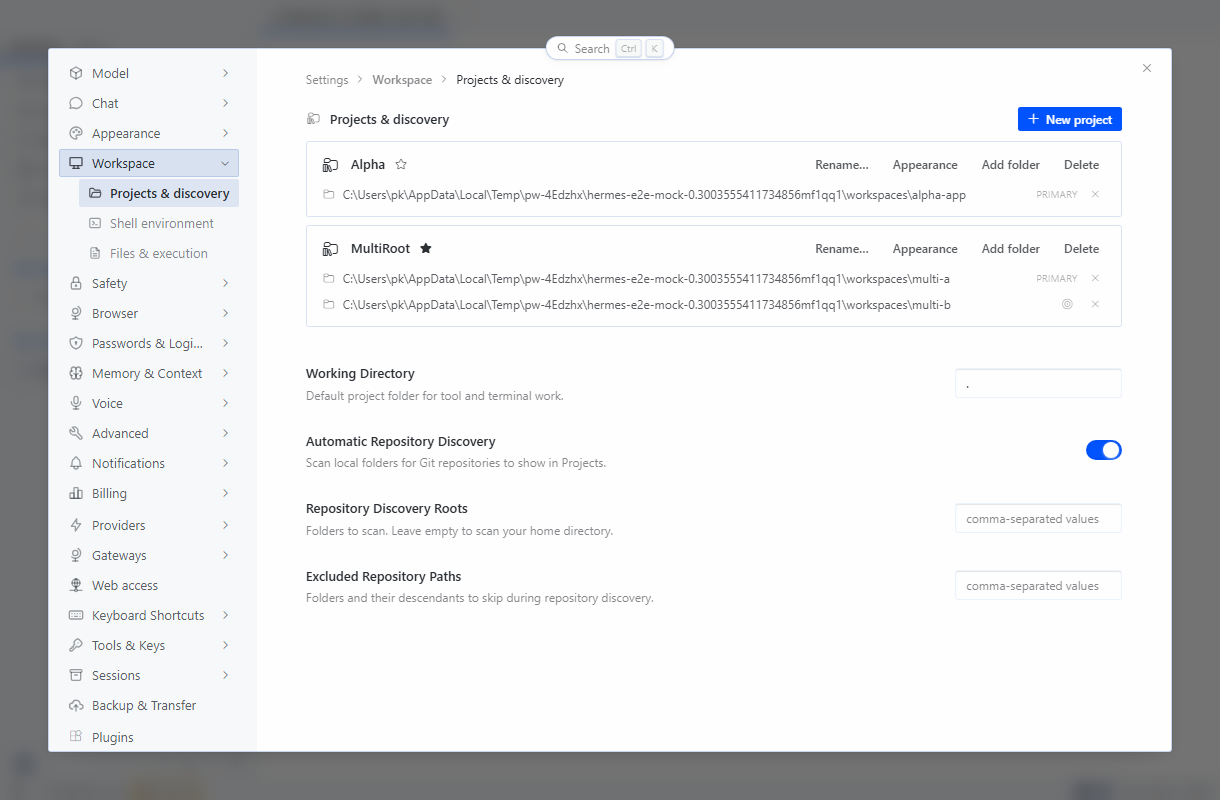 Search Ctrl K
Model
Chat
Appearance
Workspace
Projects & discovery
Shell environment
Files & execution
Safety
Browser
Passwords & Logi...
Memory & Context
Voice
Advanced
Notifications
Billing
Providers
Gateways
Web access
Keyboard Shortcuts
Tools & Keys
Sessions
Backup & Transfer
Plugins
Settings > Workspace > Projects & discovery
Projects & discovery
+ New project
Alpha Rename... Appearance Add folder Delete
C:\Users\pk\AppData\Local\Temp\pw-4Edzhx\hermes-e2e-mock-0.3003555411734856mf1qq1\workspaces\alpha-app PRIMARY
MultiRoot Rename... Appearance Add folder Delete
C:\Users\pk\AppData\Local\Temp\pw-4Edzhx\hermes-e2e-mock-0.3003555411734856mf1qq1\workspaces\multi-a PRIMARY
C:\Users\pk\AppData\Local\Temp\pw-4Edzhx\hermes-e2e-mock-0.3003555411734856mf1qq1\workspaces\multi-b
Working Directory
Default project folder for tool and terminal work.
.
Automatic Repository Discovery
Scan local folders for Git repositories to show in Projects.
Repository Discovery Roots
Folders to scan. Leave empty to scan your home directory.
comma-separated values
Excluded Repository Paths
Folders and their descendants to skip during repository discovery.
comma-separated values